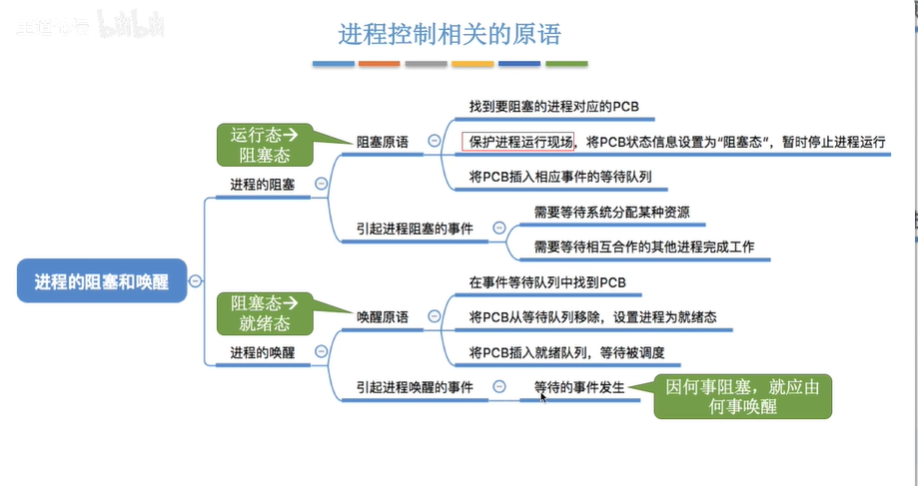 bilibili
进程控制相关的原语
找到要阻塞的进程对应的PCB
运行态→
阻塞态
阻塞原语
保护进程运行现场，将PCB状态信息设置为“阻塞态”，暂时停止进程运行
将PCB插入相应事件的等待队列
进程的阻塞
需要等待系统分配某种资源
引起进程阻塞的事件
需要等待相互合作的其他进程完成工作
进程的阻塞和唤醒
在事件等待队列中找到PCB
阻塞态→
就绪态
唤醒原语
将PCB从等待队列移除，设置进程为就绪态
将PCB插入就绪队列，等待被调度
进程的唤醒
引起进程唤醒的事件
等待的事件发生
因何事阻塞，就应由
何事唤醒